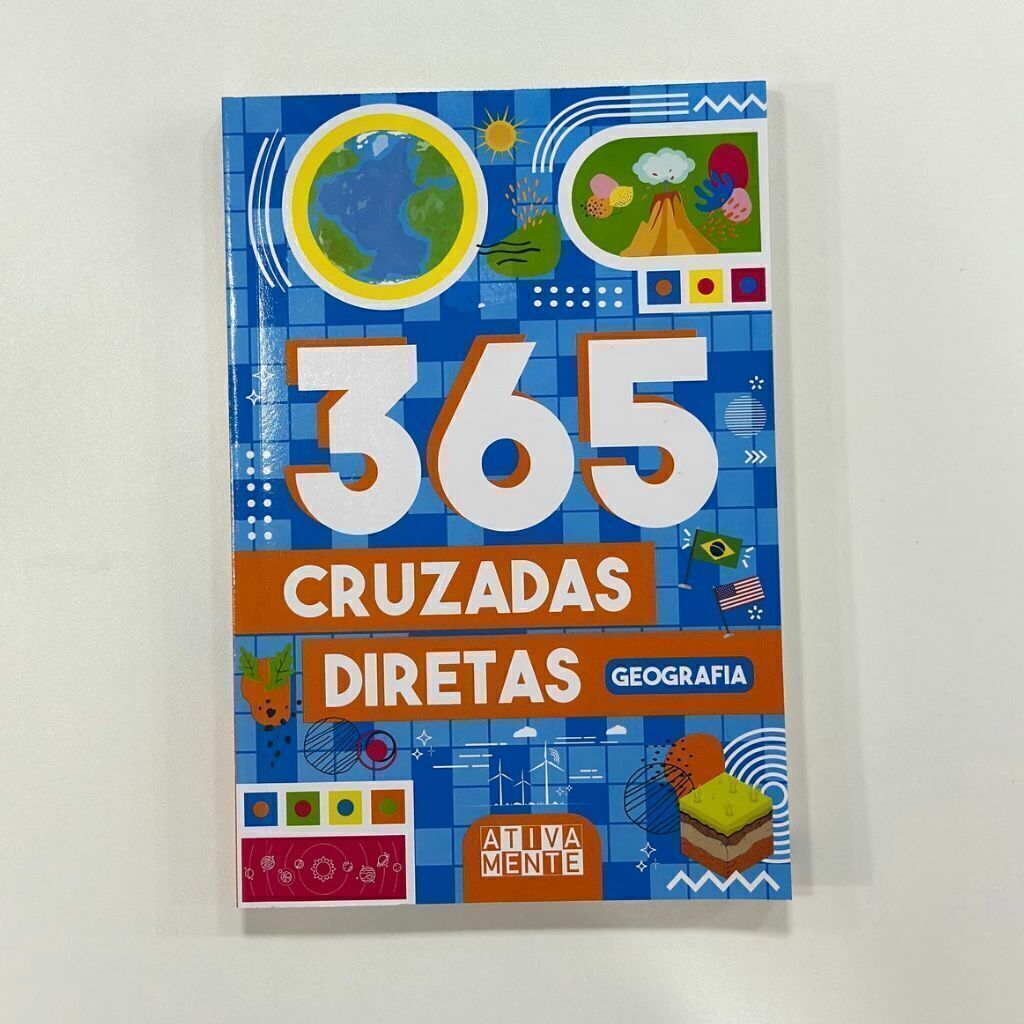 365
CRUZADAS
DIRETAS
GEOGRAFIA
ATIVA
MENTE